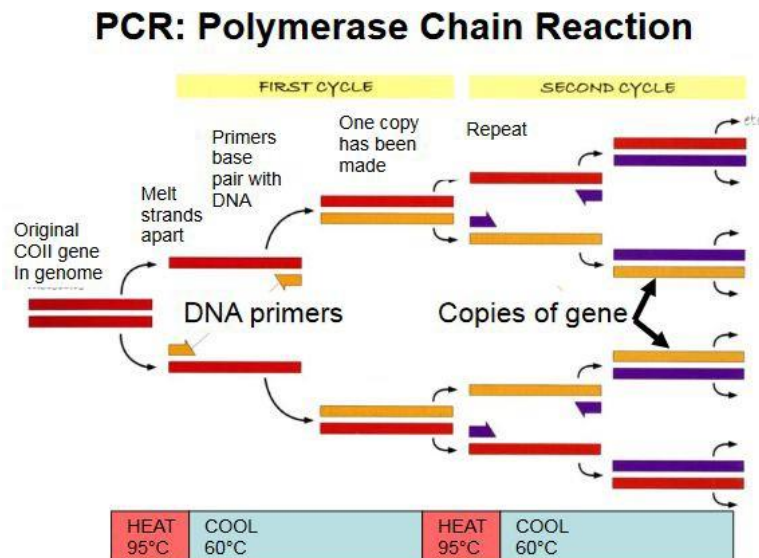 PCR: Polymerase Chain Reaction
FIRST CYCLE
SECOND CYCLE
One copy
has been
made
Repeat
etc
Primers
base
pair with
DNA
Melt
strands
apart
Original
COII gene
In genome
DNA primers
Copies of gene
HEAT
95°C
COOL
60°C
HEAT
95°C
COOL
60°C